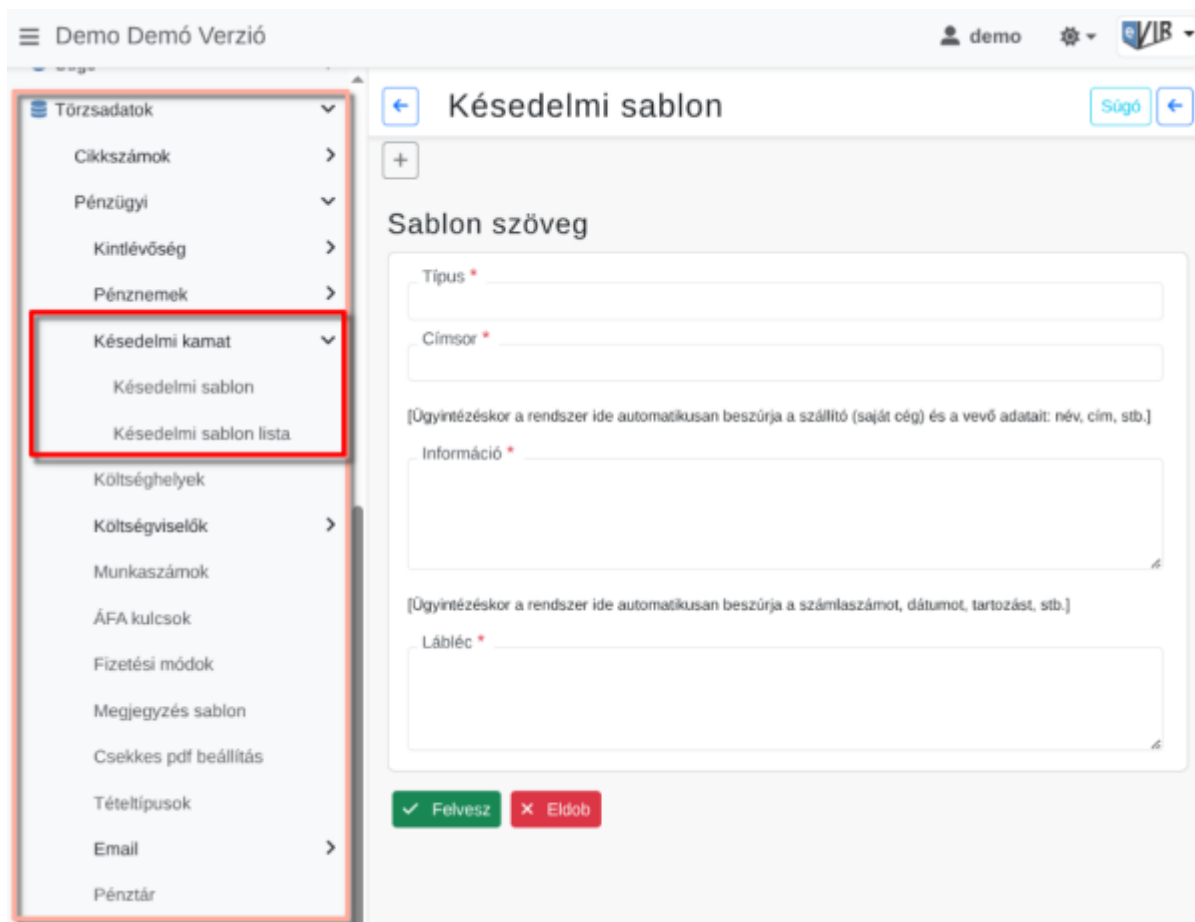 Demo Demó Verzió
demo
eVIR
Törzsadatok
Cikkszámok
Pénzügyi
Kintlévőség
Pénznemek
Késedelmi kamat
Késedelmi sablon
Késedelmi sablon lista
Költséghelyek
Költségviselők
Munkaszámok
ÁFA kulcsok
Fizetési módok
Megjegyzés sablon
Csekkes pdf beállítás
Tételtípusok
Email
Pénztár
Késedelmi sablon
Súgó
Sablon szöveg
Típus *
Címsor *
[Ügyintézéskor a rendszer ide automatikusan beszúrja a szállító (saját cég) és a vevő adatait: név, cím, stb.]
Információ *
[Ügyintézéskor a rendszer ide automatikusan beszúrja a számlaszámot, dátumot, tartozást, stb.]
Lábléc *
Felvesz
Eldob